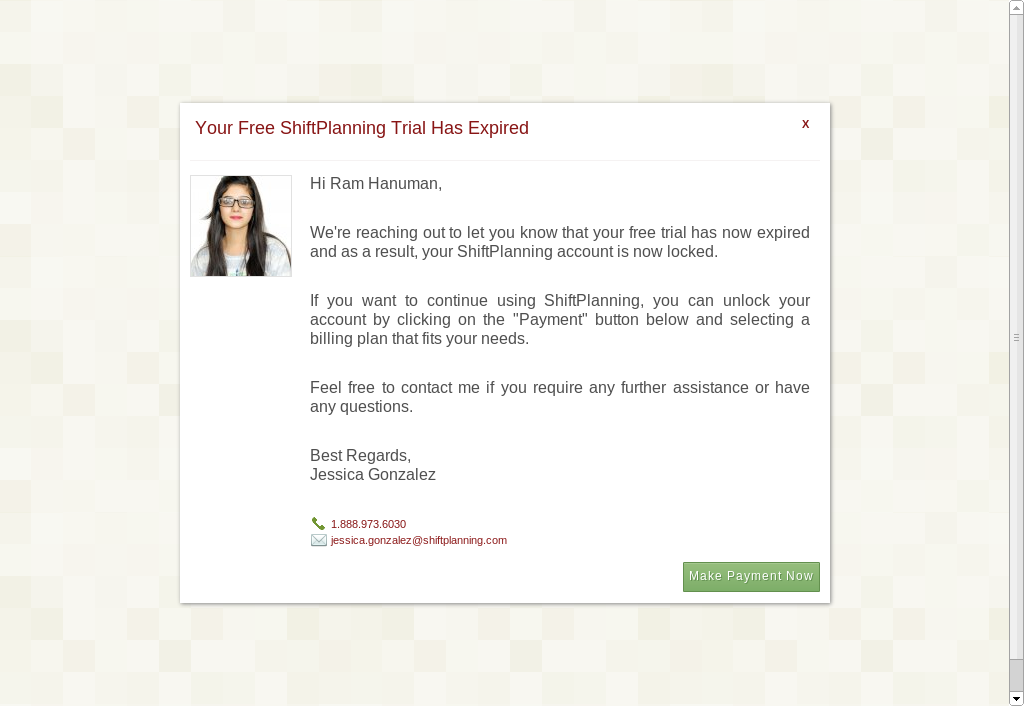 Your Free ShiftPlanning Trial Has Expired
X
Hi Ram Hanuman,
We're reaching out to let you know that your free trial has now expired
and as a result, your ShiftPlanning account is now locked.
If you want to continue using ShiftPlanning, you can unlock your
account by clicking on the "Payment" button below and selecting a
billing plan that fits your needs.
Feel free to contact me if you require any further assistance or have
any questions.
Best Regards,
Jessica Gonzalez
1.888.973.6030
jessica.gonzalez@shiftplanning.com
Make Payment Now